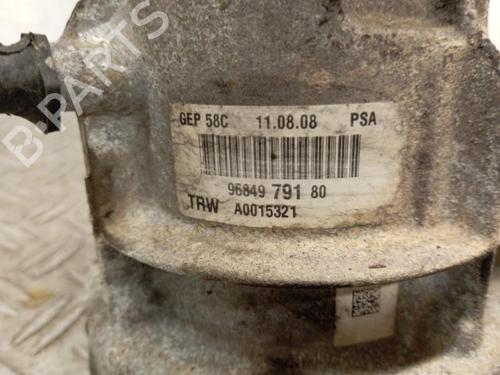 B PARTS
GEP 58C 11.08.08 PSA
96849 791 80
TRW A0015321